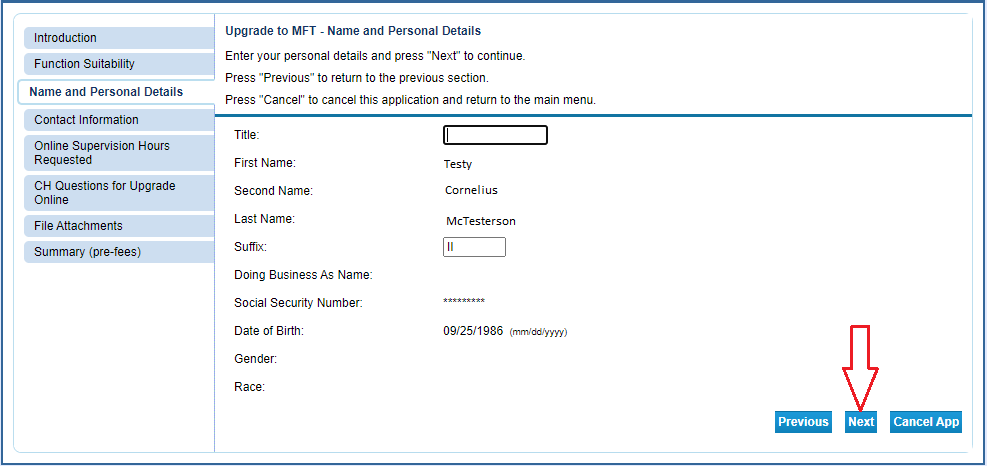 Introduction
Function Suitability
Name and Personal Details
Contact Information
Online Supervision Hours
Requested
CH Questions for Upgrade
Online
File Attachments
Summary (pre-fees)
Upgrade to MFT - Name and Personal Details
Enter your personal details and press "Next" to continue.
Press "Previous" to return to the previous section.
Press "Cancel" to cancel this application and return to the main menu.
Title:
First Name: Testy
Second Name: Cornelius
Last Name: McTesterson
Suffix: II
Doing Business As Name:
Social Security Number: *********
Date of Birth: 09/25/1986 (mm/dd/yyyy)
Gender:
Race:
Previous Next Cancel App